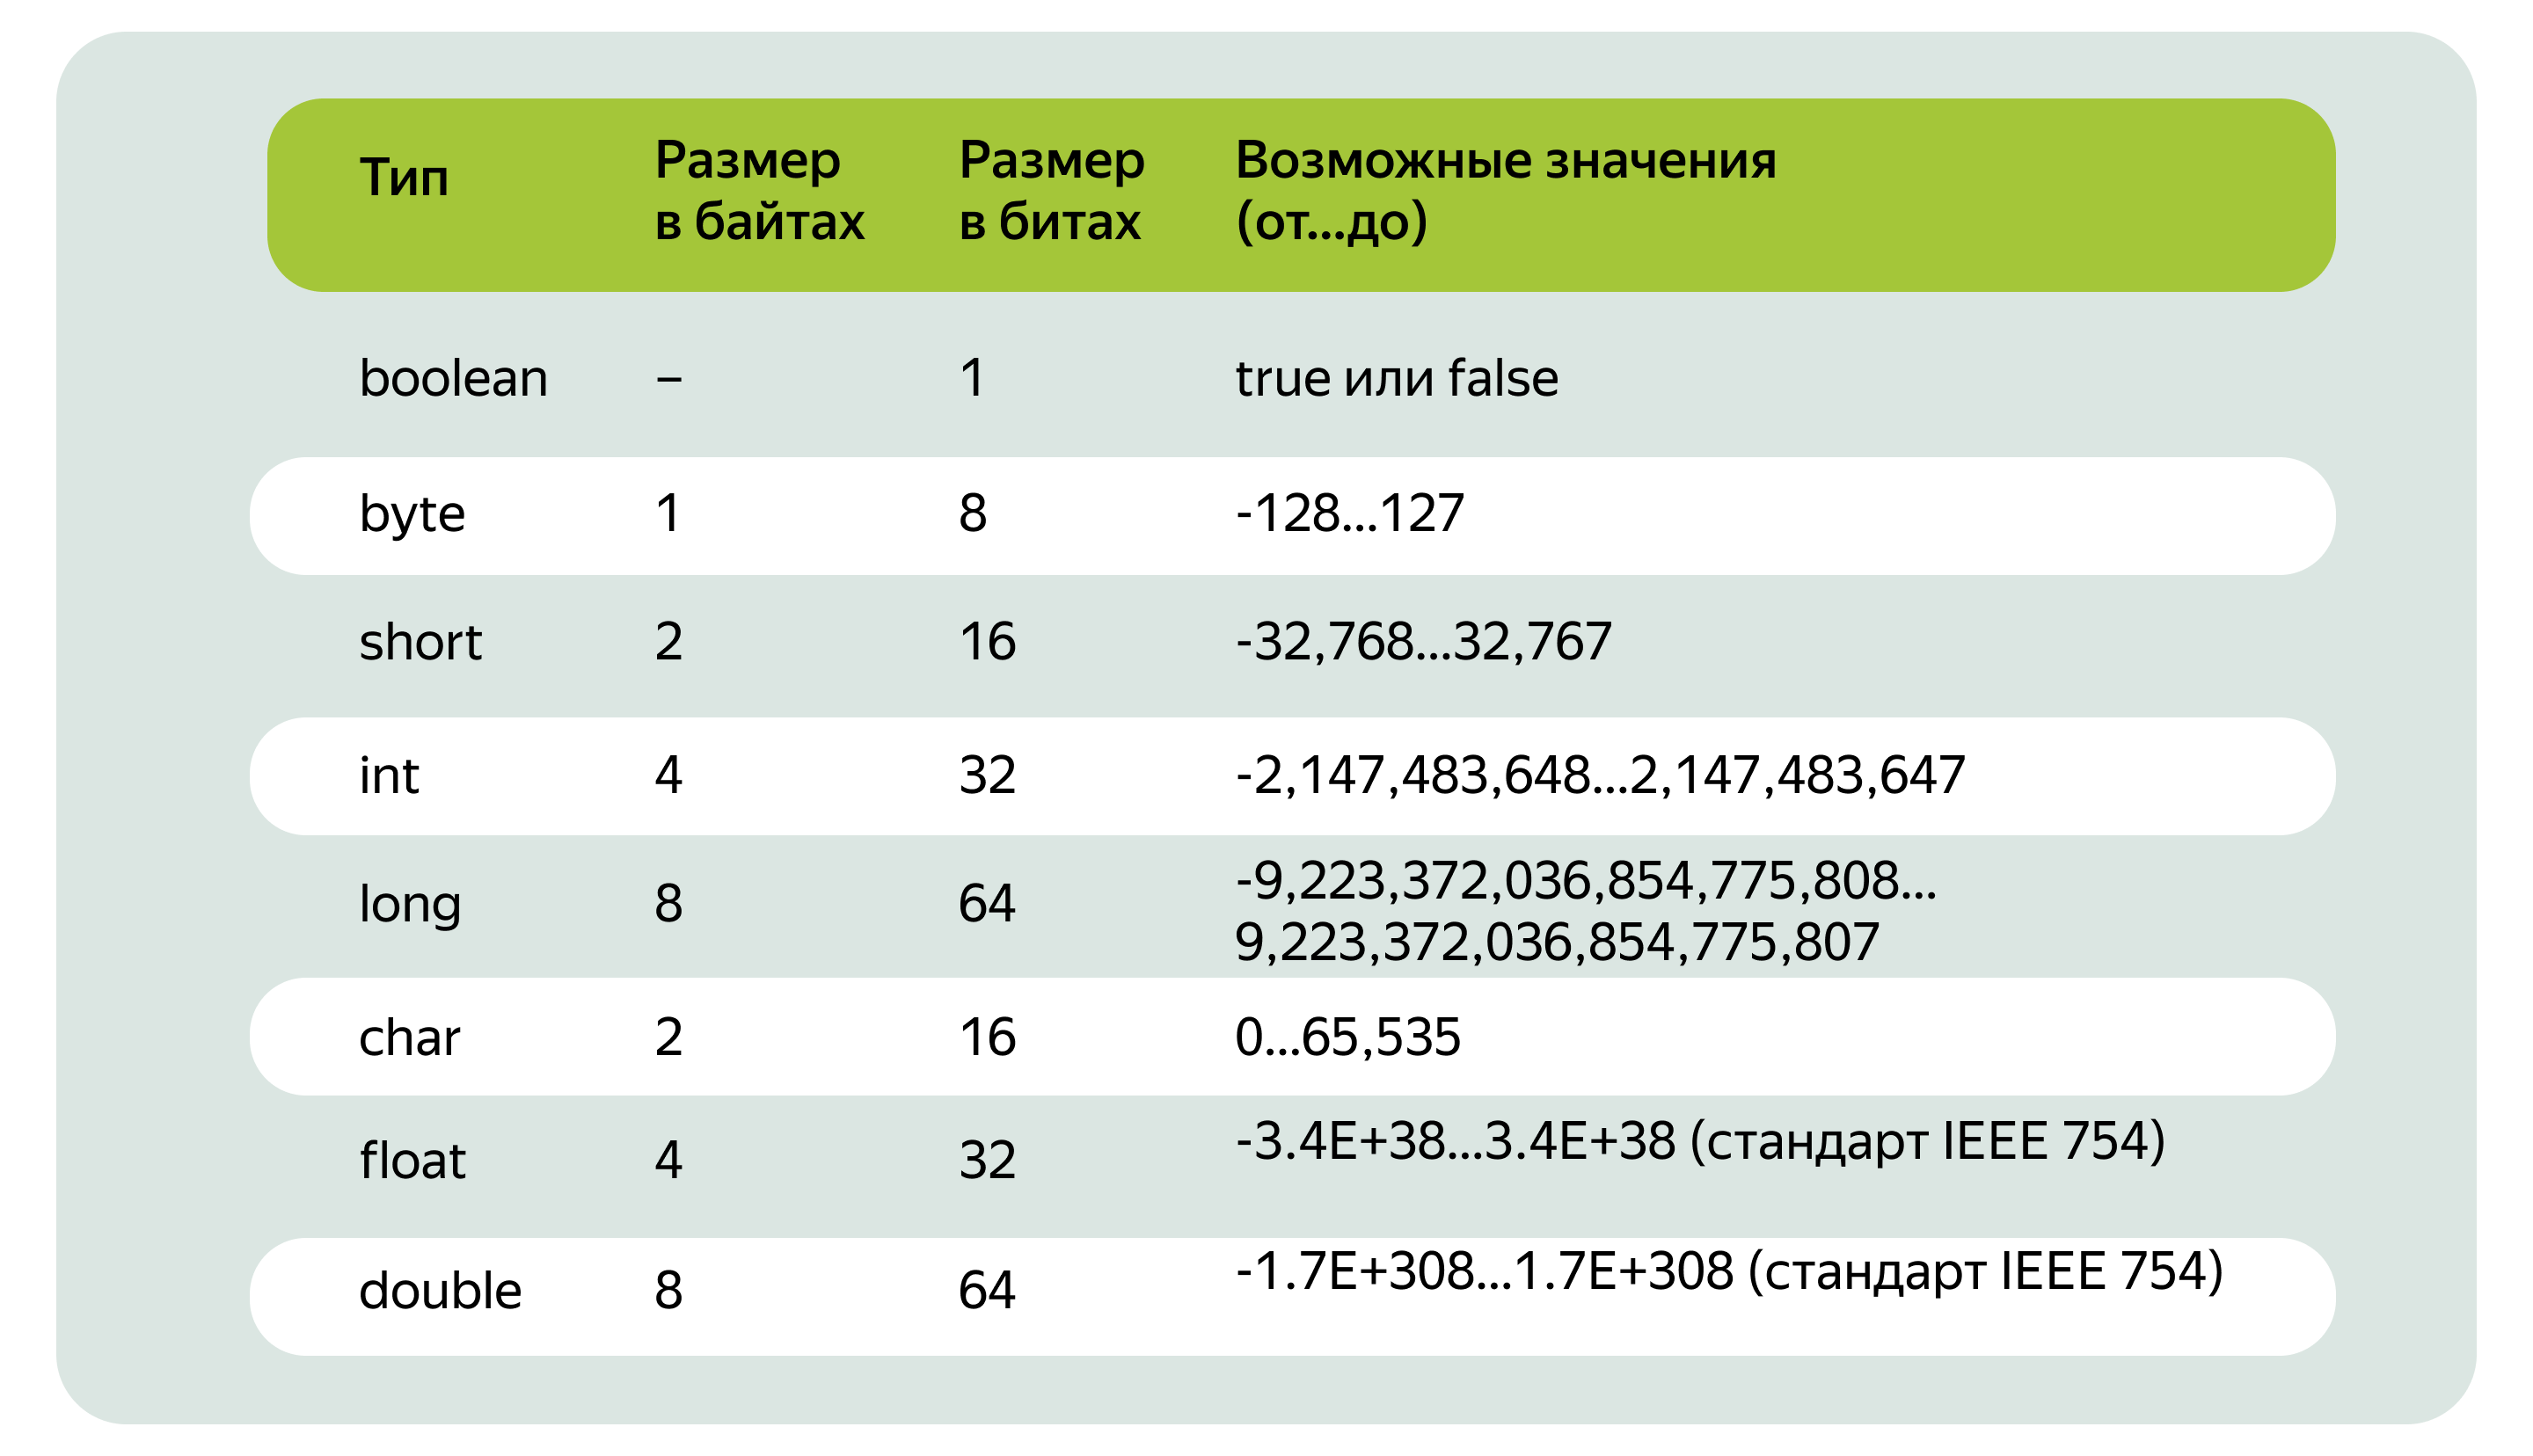 Тип Размер в байтах Размер в битах Возможные значения (от...до)
boolean – 1 true или false
byte 1 8 -128...127
short 2 16 -32,768...32,767
int 4 32 -2,147,483,648...2,147,483,647
long 8 64 -9,223,372,036,854,775,808...
9,223,372,036,854,775,807
char 2 16 0...65,535
float 4 32 -3.4E+38...3.4E+38 (стандарт IEEE 754)
double 8 64 -1.7E+308...1.7E+308 (стандарт IEEE 754)